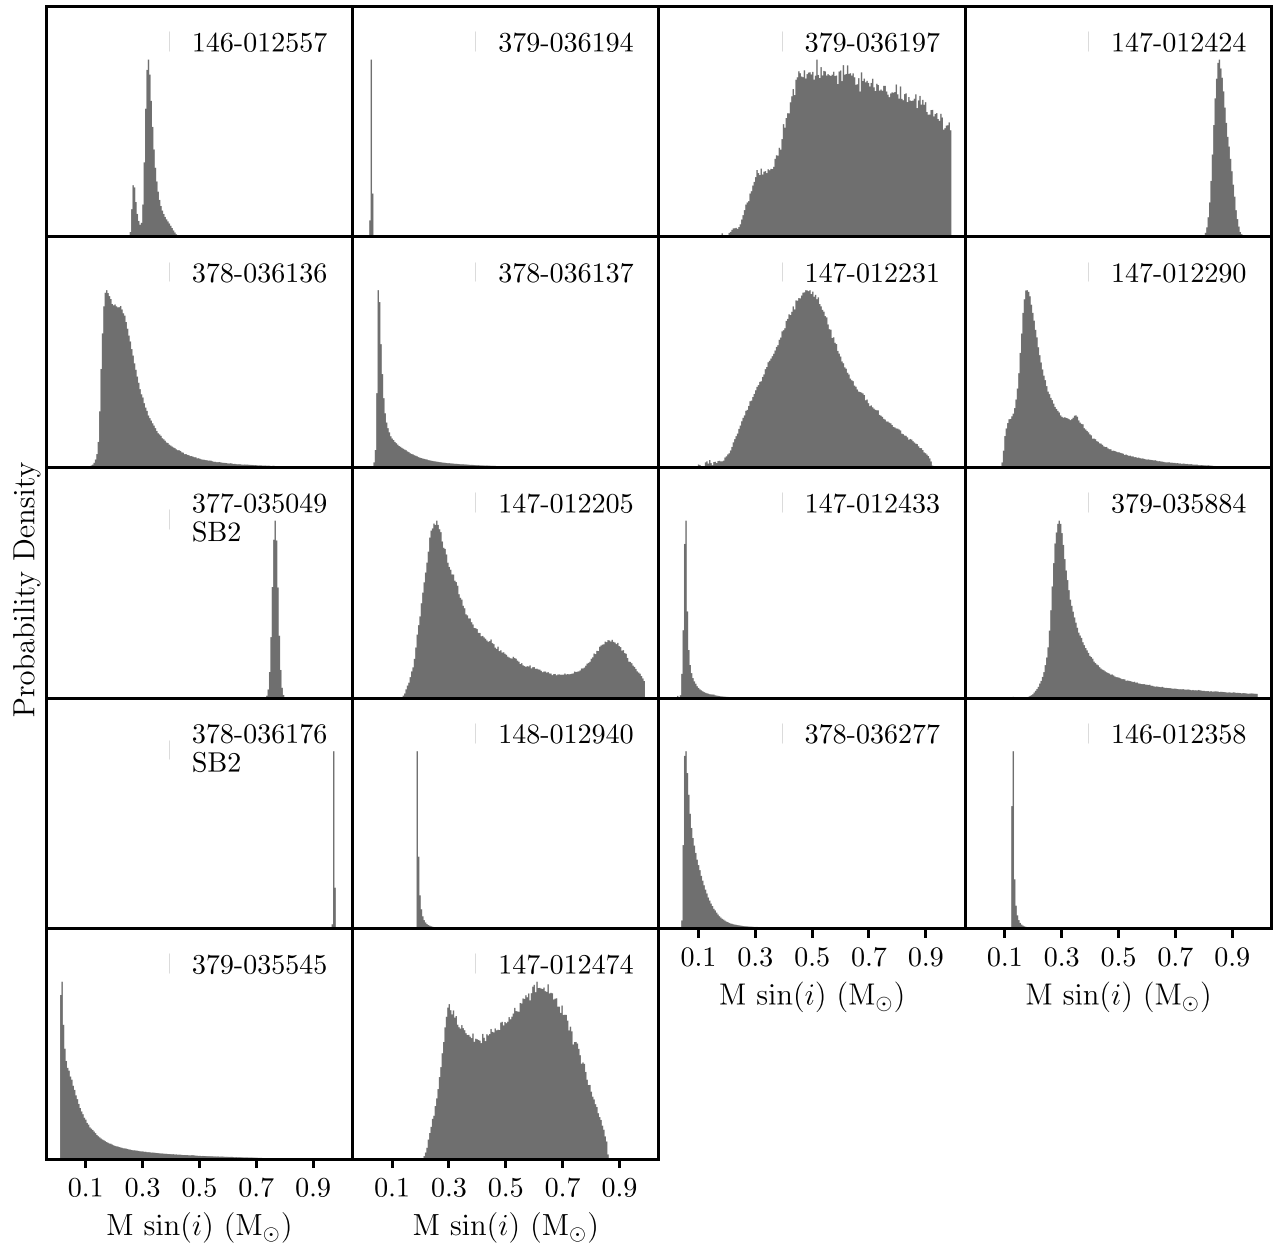 146-012557
379-036194
379-036197
147-012424
378-036136
378-036137
147-012231
147-012290
377-035049
SB2
147-012205
147-012433
379-035884
378-036176
SB2
148-012940
378-036277
146-012358
379-035545
147-012474
Probability Density
0.1 0.3 0.5 0.7 0.9
M sin(i) (M⊙)
0.1 0.3 0.5 0.7 0.9
M sin(i) (M⊙)
0.1 0.3 0.5 0.7 0.9
M sin(i) (M⊙)
0.1 0.3 0.5 0.7 0.9
M sin(i) (M⊙)